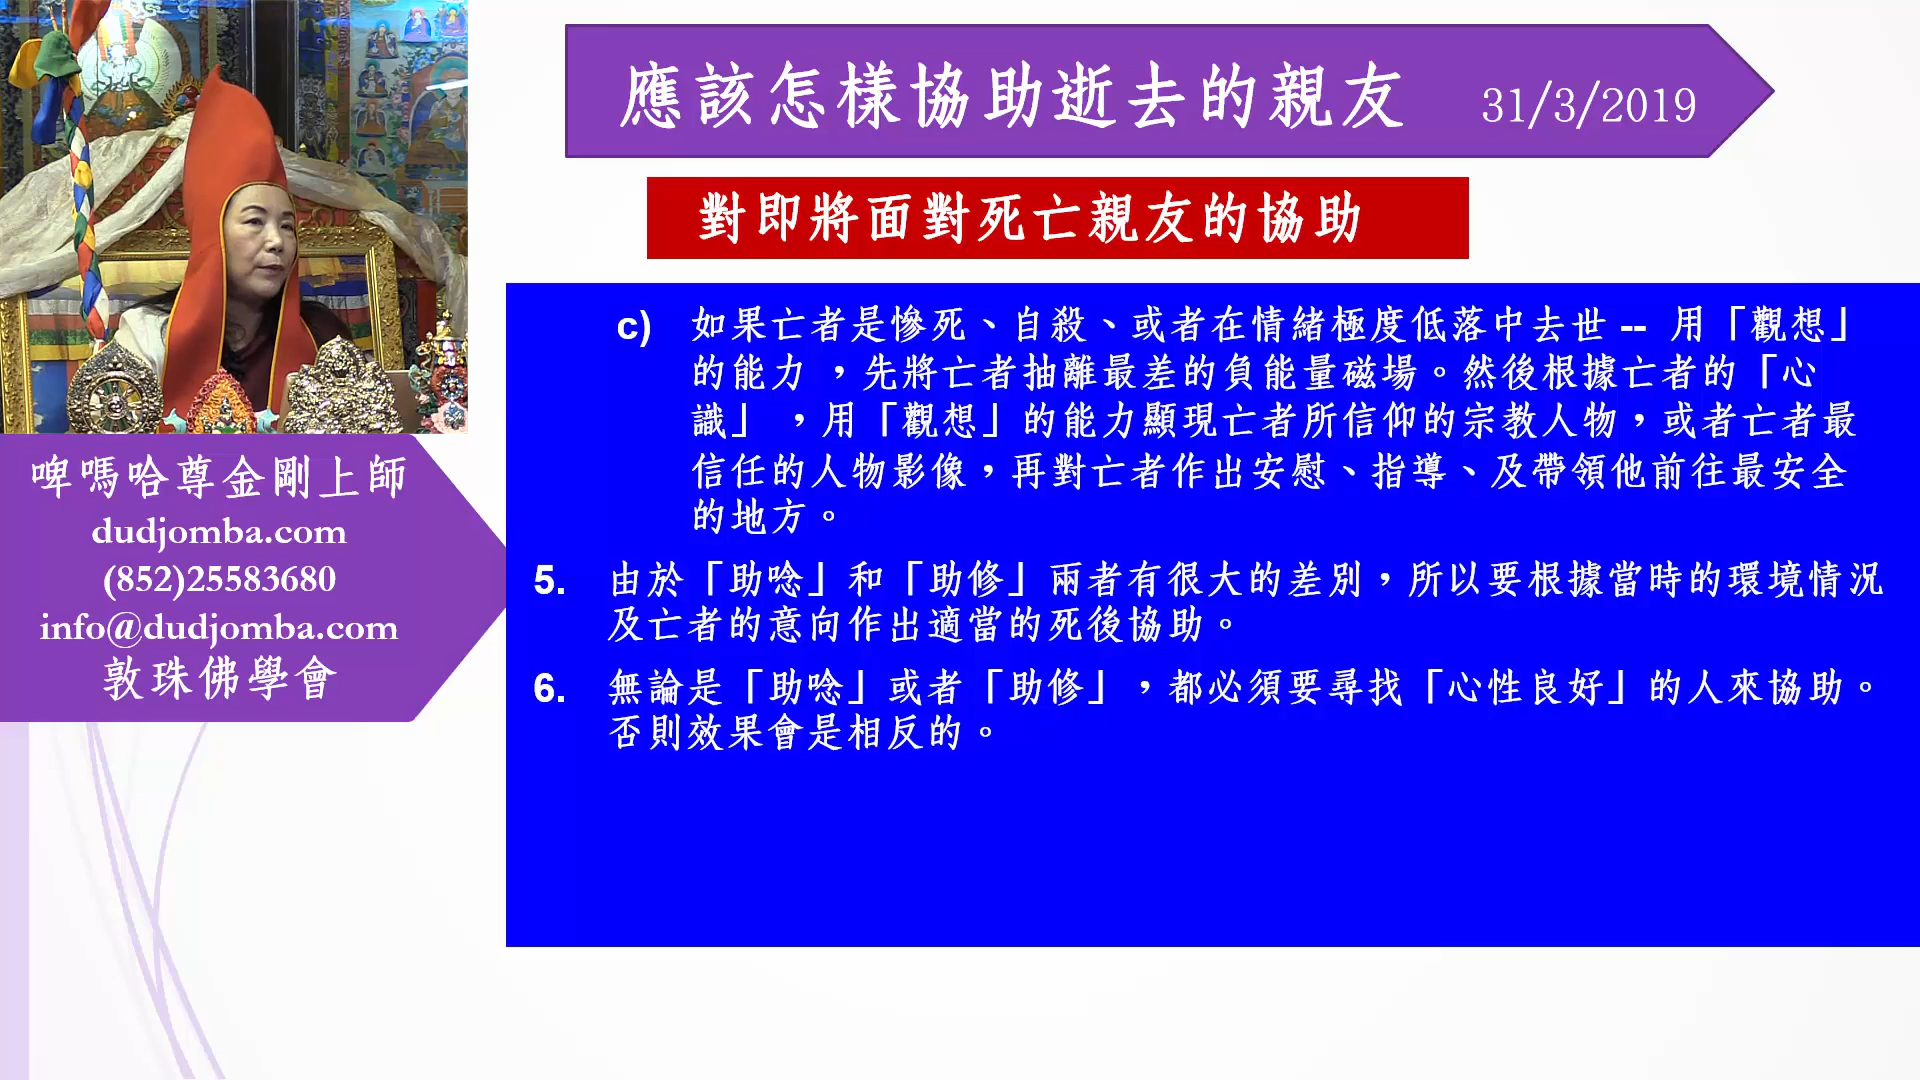 應該怎樣協助逝去的親友 31/3/2019
對即將面對死亡親友的協助
c) 如果亡者是慘死、自殺、或者在情緒極度低落中去世 -- 用「觀想」
的能力，先將亡者抽離最差的負能量磁場。然後根據亡者的「心
識」，用「觀想」的能力顯現亡者所信仰的宗教人物，或者亡者最
信任的人物影像，再對亡者作出安慰、指導、及帶領他前往最安全
的地方。
5. 由於「助唸」和「助修」兩者有很大的差別，所以要根據當時的環境情況
及亡者的意向作出適當的死後協助。
6. 無論是「助唸」或者「助修」，都必須要尋找「心性良好」的人來協助。
否則效果會是相反的。
啤嗎哈尊金剛上師
dudjomba.com
(852)25583680
info@dudjomba.com
敦珠佛學會